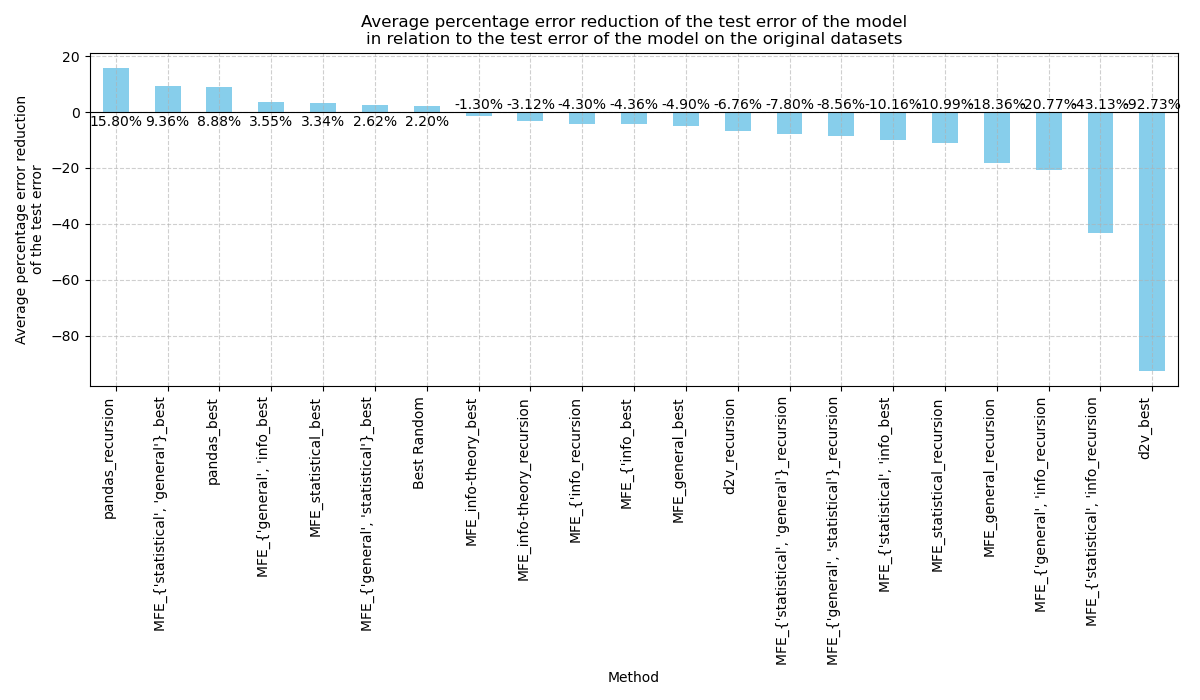 Average percentage error reduction of the test error of the model
in relation to the test error of the model on the original datasets
Average percentage error reduction
of the test error
20
0
−20
−40
−60
−80
15.80% 9.36% 8.88% 3.55% 3.34% 2.62% 2.20% -1.30% -3.12% -4.30% -4.36% -4.90% -6.76% -7.80% -8.56% -10.16% -10.99% -18.36% -20.77% -43.13% -92.73%
pandas_recursion
MFE_{'statistical', 'general'}_best
pandas_best
MFE_{'general', 'info_best
MFE_statistical_best
MFE_{'general', 'statistical'}_best
Best Random
MFE_info-theory_best
MFE_info-theory_recursion
MFE_{'info_recursion
MFE_{'info_best
MFE_general_best
d2v_recursion
MFE_{'statistical', 'general'}_recursion
MFE_{'general', 'statistical'}_recursion
MFE_{'statistical', 'info_best
MFE_statistical_recursion
MFE_general_recursion
MFE_{'general', 'info_recursion
MFE_{'statistical', 'info_recursion
d2v_best
Method